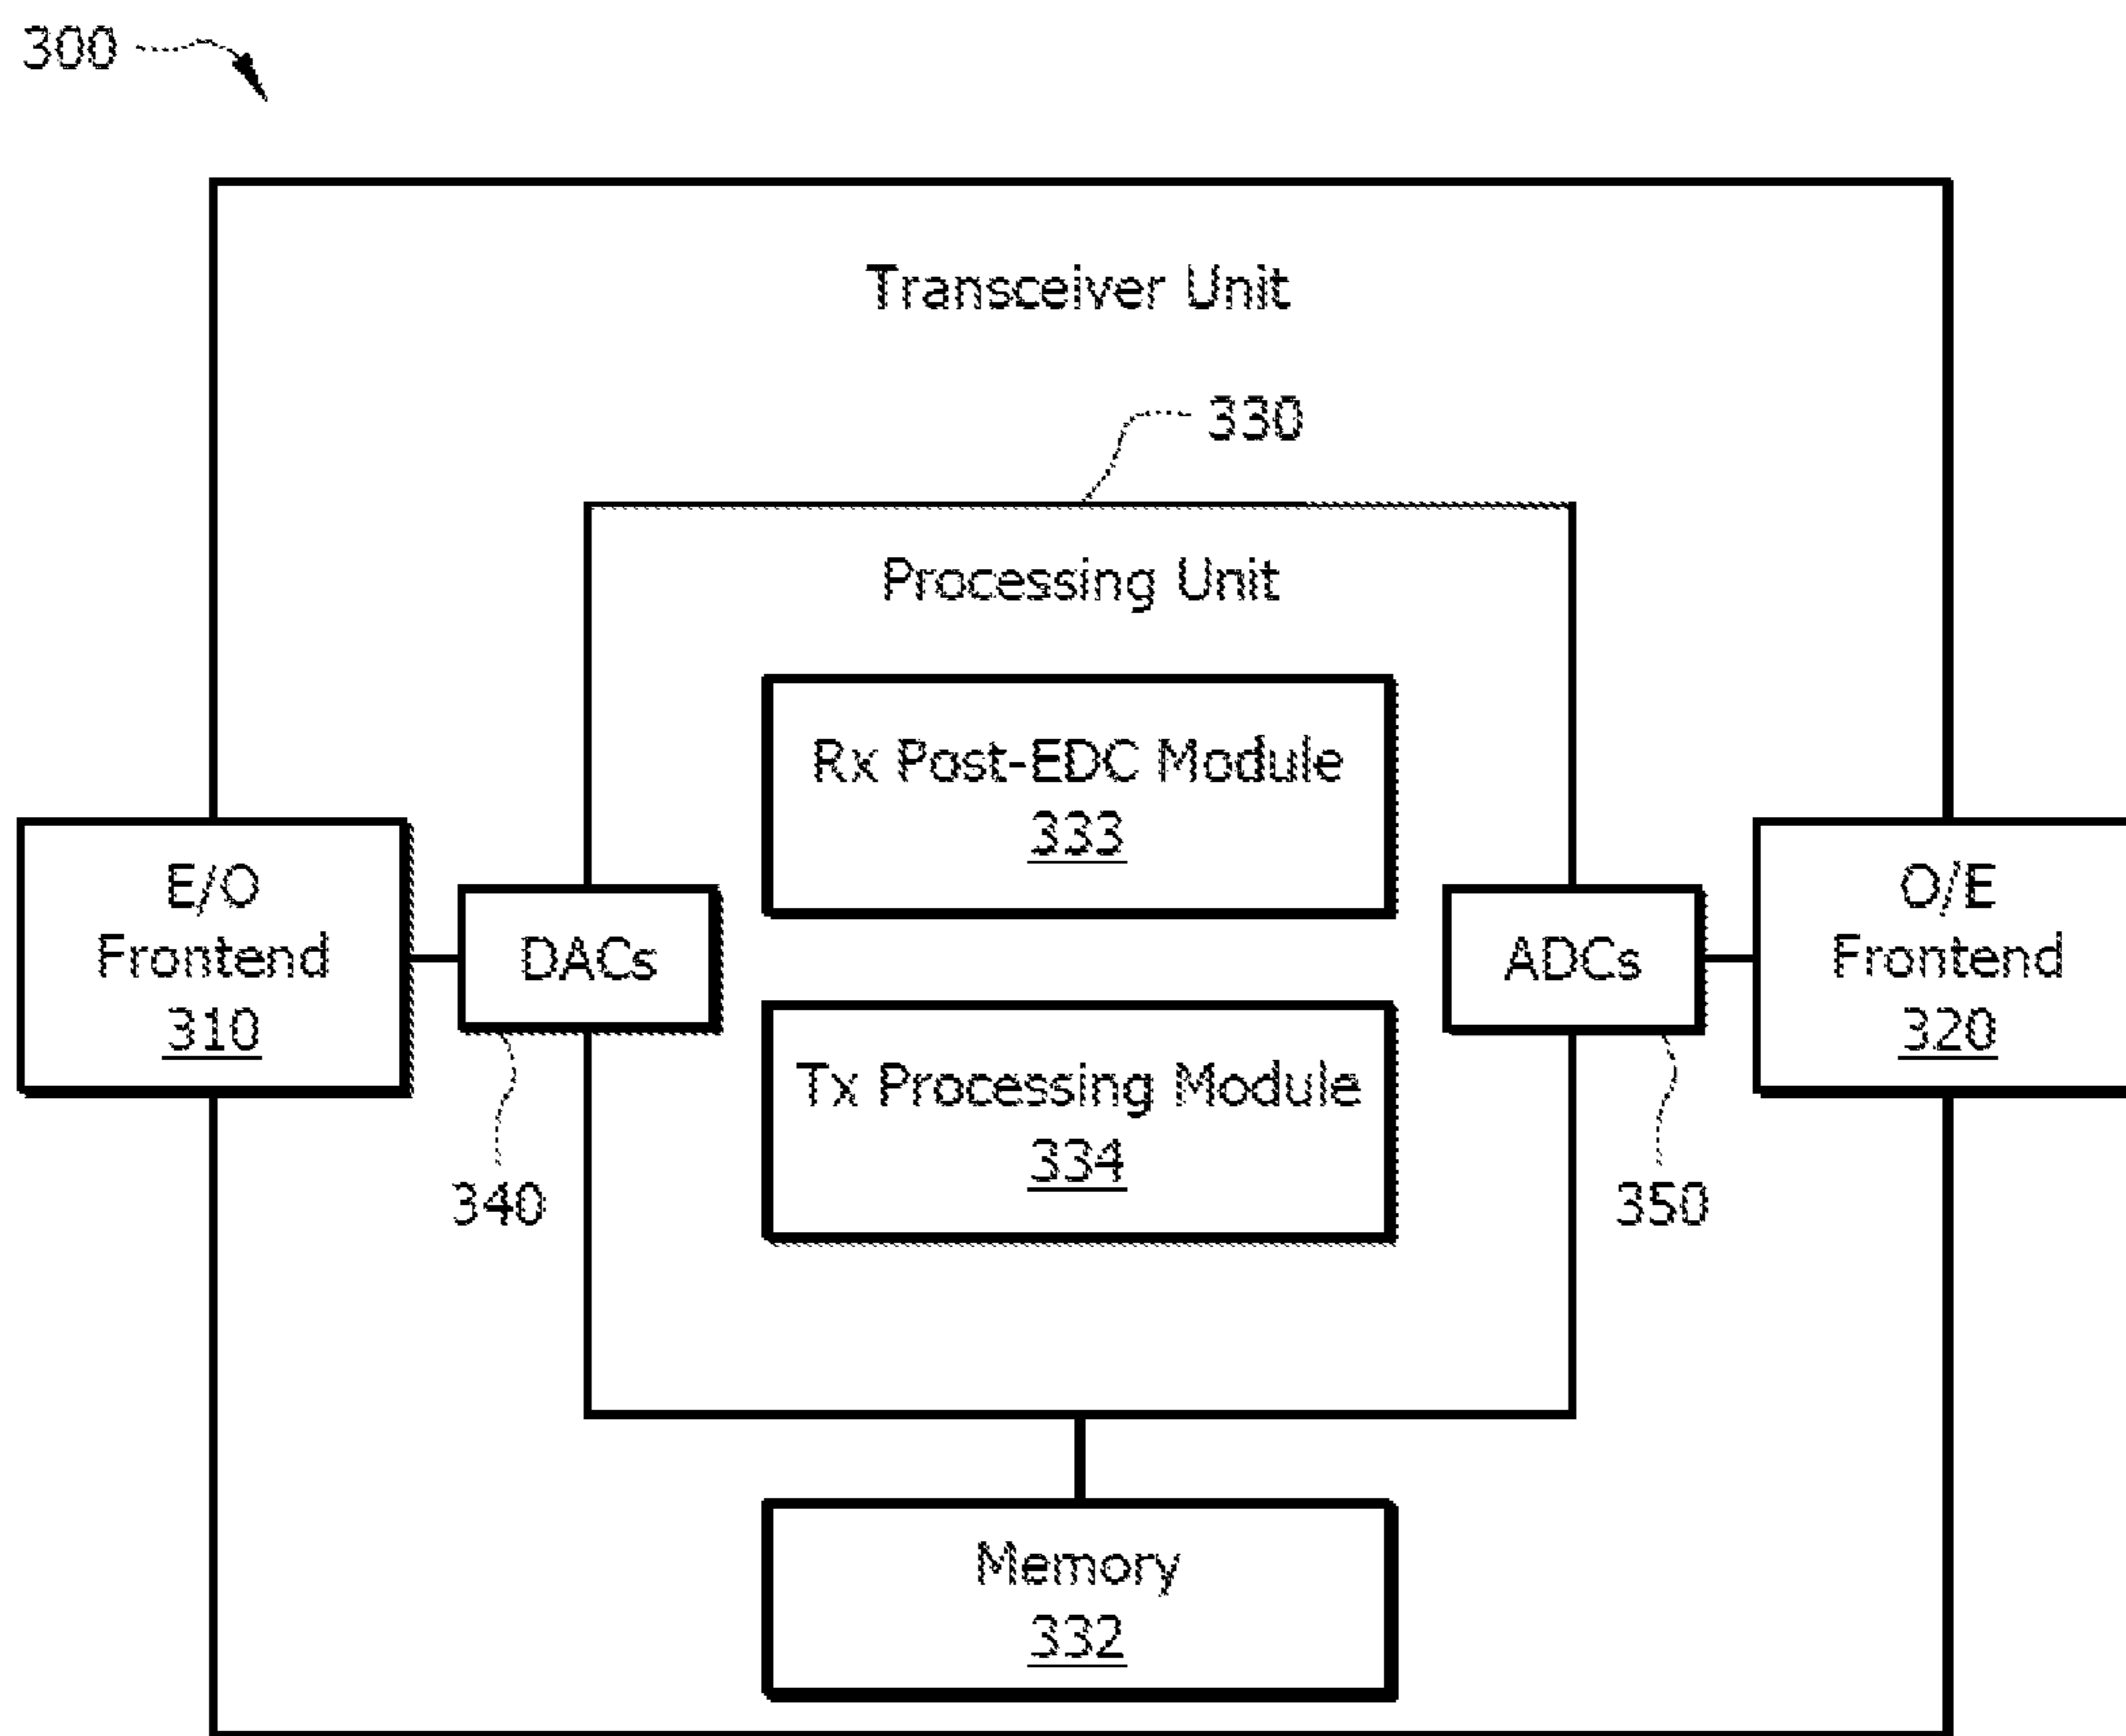 300
Transceiver Unit
330
Processing Unit
Rx Post-EDC Module
333
E/O
Frontend
310
DACs
ADCs
O/E
Frontend
320
Tx Processing Module
334
340
350
Memory
332